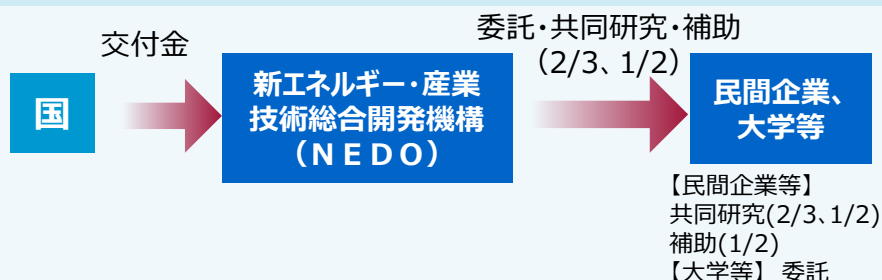 交付金
委託・共同研究・補助
（2/3、1/2）
国
新エネルギー・産業
技術総合開発機構
（ＮＥＤＯ）
民間企業、
大学等
【民間企業等】
共同研究(2/3、1/2)
補助(1/2)
【大学等】 委託